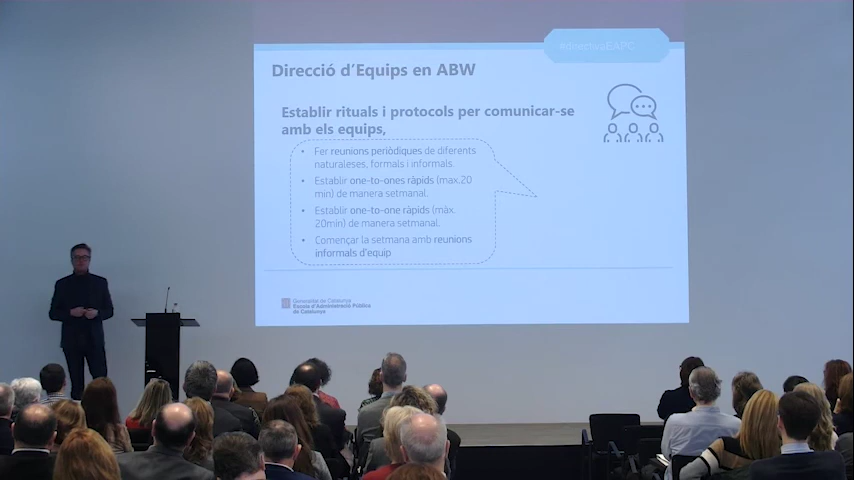 #directusEAPC
Direcció d'Equips en ABW
Establir rituals i protocols per comunicar-se
amb els equips,
• Fer reunions periòdiques de diferents
naturaleses, formals i informals.
• Establir one-to-ones ràpids (max.20
min) de manera setmanal.
• Establir one-to-one ràpids (màx.
20min) de manera setmanal.
• Començar la setmana amb reunions
informals d'equip
Generalitat de Catalunya
Escola d'Administració Pública
de Catalunya